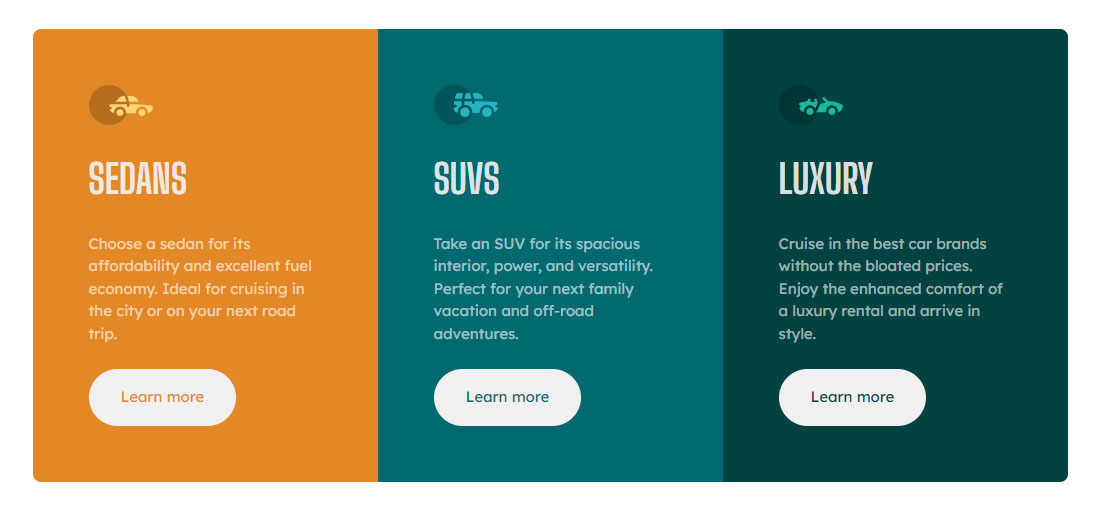 SEDANS
Choose a sedan for its
affordability and excellent fuel
economy. Ideal for cruising in
the city or on your next road
trip.
Learn more
SUVS
Take an SUV for its spacious
interior, power, and versatility.
Perfect for your next family
vacation and off-road
adventures.
Learn more
LUXURY
Cruise in the best car brands
without the bloated prices.
Enjoy the enhanced comfort of
a luxury rental and arrive in
style.
Learn more